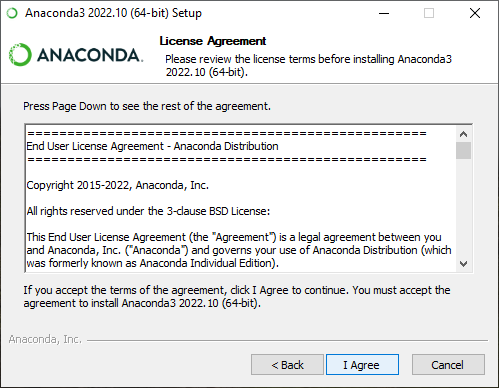 Anaconda3 2022.10 (64-bit) Setup
ANACONDA.
License Agreement
Please review the license terms before installing Anaconda3
2022.10 (64-bit).
Press Page Down to see the rest of the agreement.
====================================================
End User License Agreement - Anaconda Distribution
====================================================
Copyright 2015-2022, Anaconda, Inc.
All rights reserved under the 3-clause BSD License:
This End User License Agreement (the "Agreement") is a legal agreement between you
and Anaconda, Inc. ("Anaconda") and governs your use of Anaconda Distribution (which
was formerly known as Anaconda Individual Edition).
If you accept the terms of the agreement, click I Agree to continue. You must accept the
agreement to install Anaconda3 2022.10 (64-bit).
Anaconda, Inc.
< Back
I Agree
Cancel